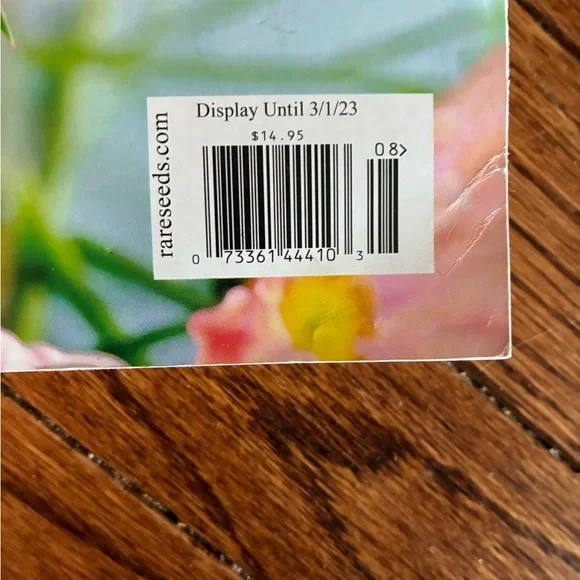 Display Until 3/1/23
$14.95
rareseeds.com
08>
0 73361 44410 3